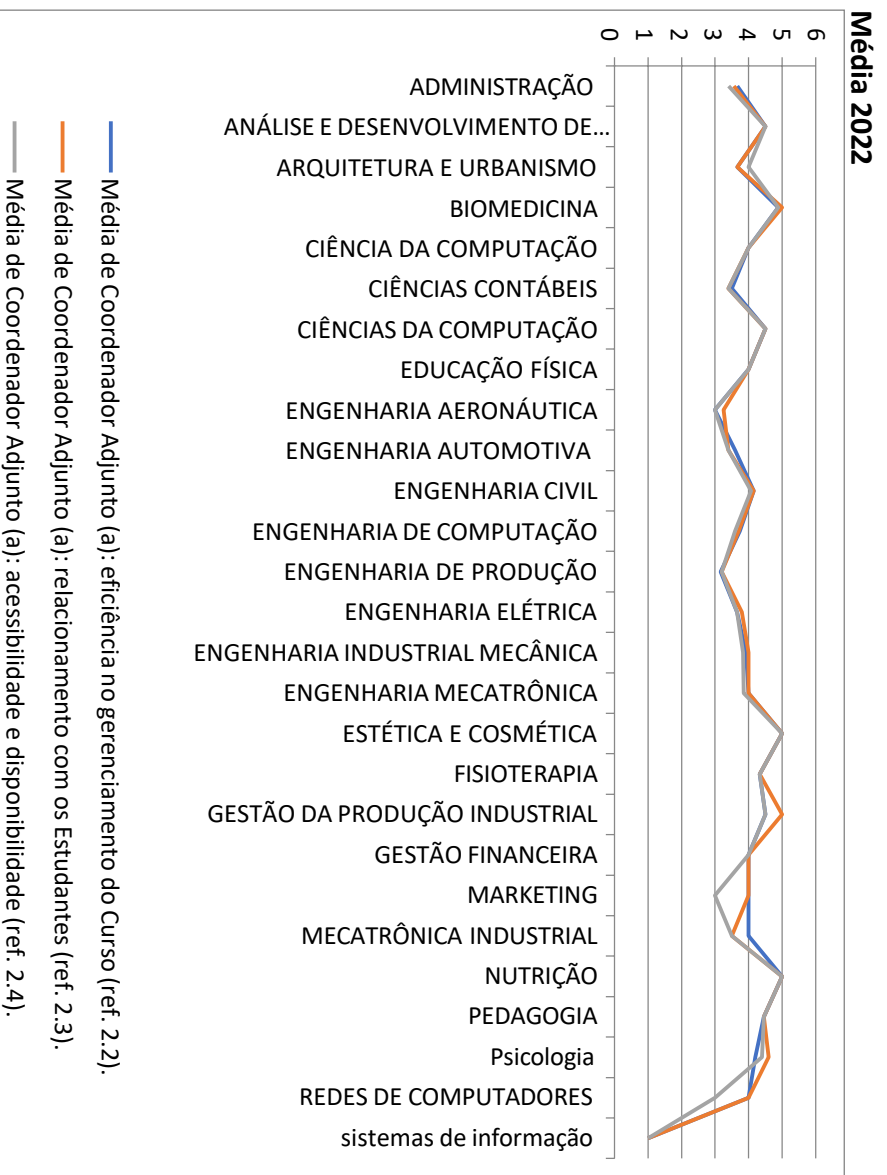 Média 2022
0
1
2
3
4
5
6
ADMINISTRAÇÃO
ANÁLISE E DESENVOLVIMENTO DE...
ARQUITETURA E URBANISMO
BIOMEDICINA
CIÊNCIA DA COMPUTAÇÃO
CIÊNCIAS CONTÁBEIS
CIÊNCIAS DA COMPUTAÇÃO
EDUCAÇÃO FÍSICA
ENGENHARIA AERONÁUTICA
ENGENHARIA AUTOMOTIVA
ENGENHARIA CIVIL
ENGENHARIA DE COMPUTAÇÃO
ENGENHARIA DE PRODUÇÃO
ENGENHARIA ELÉTRICA
ENGENHARIA INDUSTRIAL MECÂNICA
ENGENHARIA MECATRÔNICA
ESTÉTICA E COSMÉTICA
FISIOTERAPIA
GESTÃO DA PRODUÇÃO INDUSTRIAL
GESTÃO FINANCEIRA
MARKETING
MECATRÔNICA INDUSTRIAL
NUTRIÇÃO
PEDAGOGIA
Psicologia
REDES DE COMPUTADORES
sistemas de informação
Média de Coordenador Adjunto (a): eficiência no gerenciamento do Curso (ref. 2.2).
Média de Coordenador Adjunto (a): relacionamento com os Estudantes (ref. 2.3).
Média de Coordenador Adjunto (a): acessibilidade e disponibilidade (ref. 2.4).